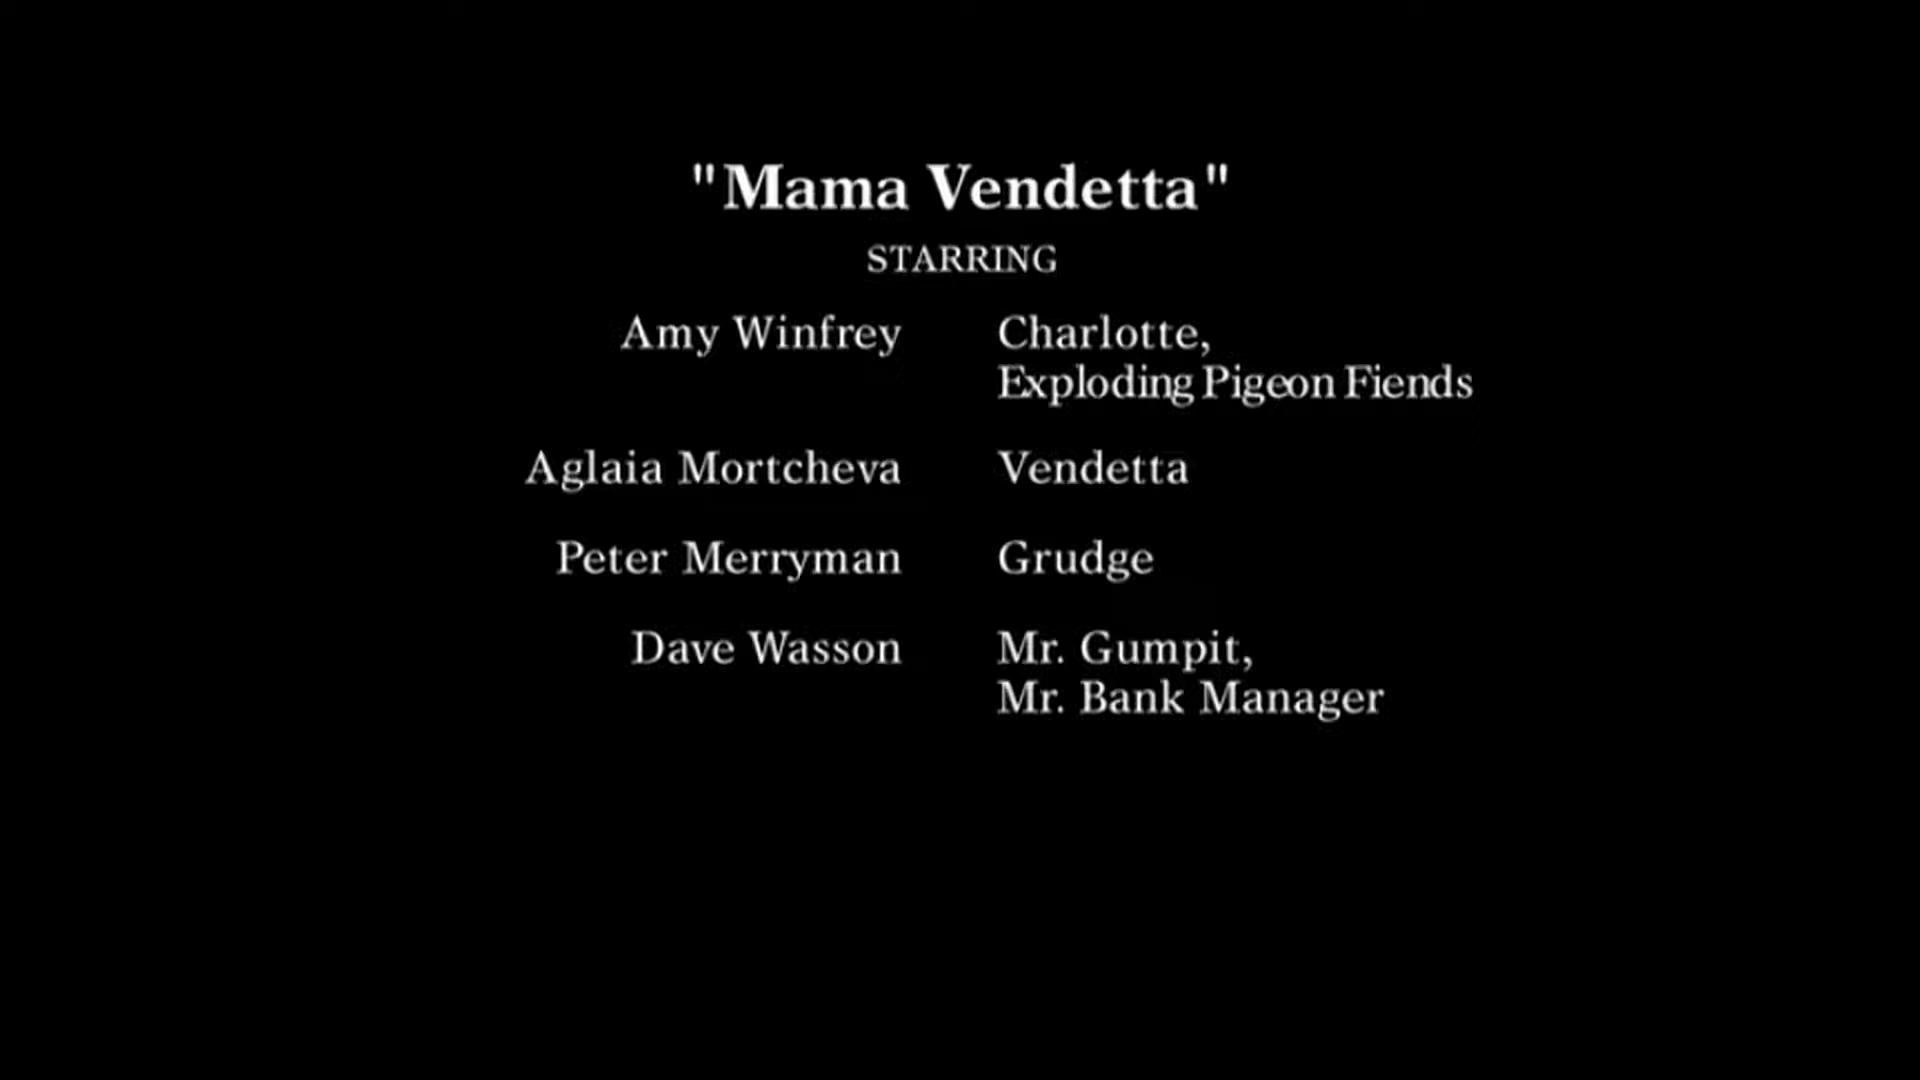 "Mama Vendetta"
STARRING
Amy Winfrey Charlotte,
Exploding Pigeon Fiends
Aglaia Mortcheva Vendetta
Peter Merryman Grudge
Dave Wasson Mr. Gumpit,
Mr. Bank Manager